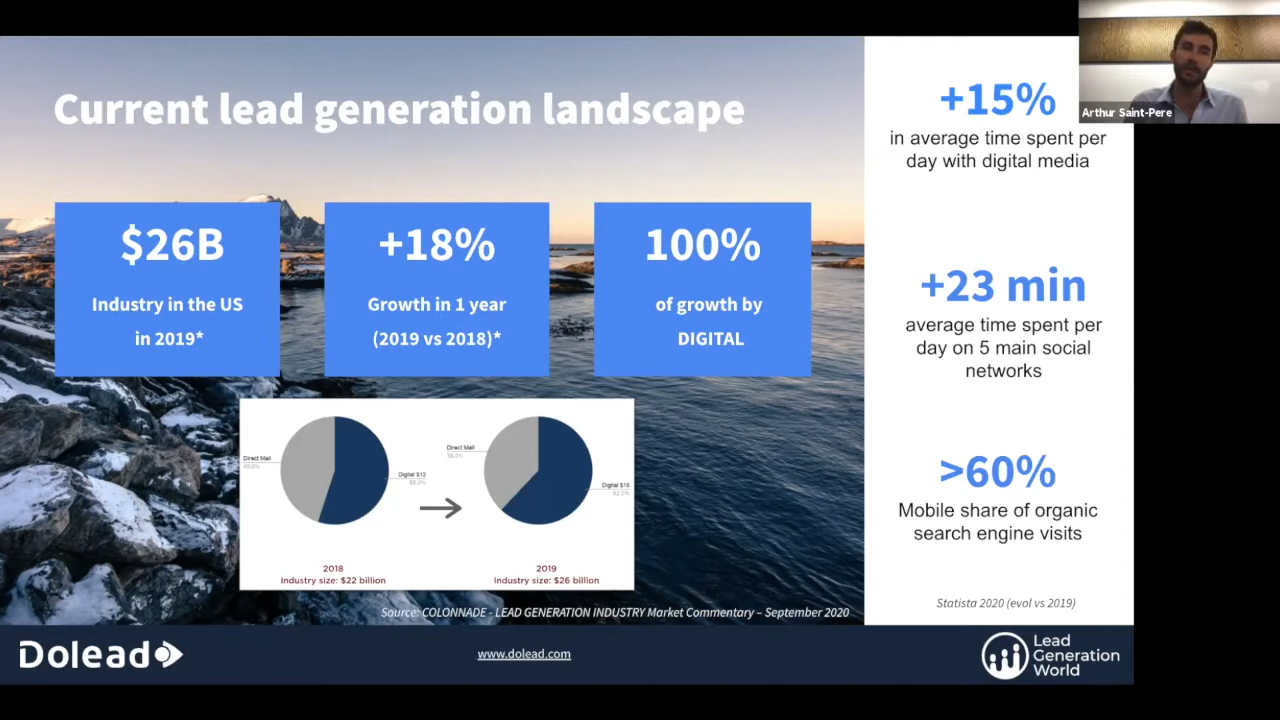 Current lead generation landscape
$26B
Industry in the US
in 2019*
+18%
Growth in 1 year
(2019 vs 2018)*
100%
of growth by
DIGITAL
Direct Mail
Digital $12
2018
Industry size: $22 billion
Direct Mail
38.0%
Digital $16
62.0%
2019
Industry size: $26 billion
Source: COLONNADE - LEAD GENERATION INDUSTRY Market Commentary – September 2020
+15%
in average time spent per
day with digital media
+23 min
average time spent per
day on 5 main social
networks
>60%
Mobile share of organic
search engine visits
Statista 2020 (evol vs 2019)
Arthur Saint-Pere
Dolead
www.dolead.com
Lead
Generation
World